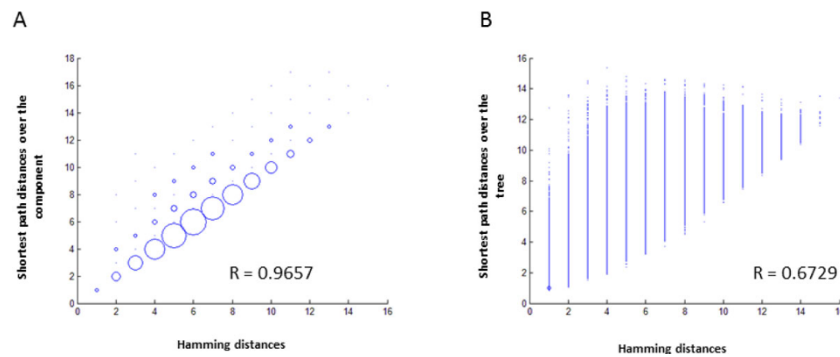 A
B
18
16
14
12
10
8
6
4
2
0
0 2 4 6 8 10 12 14 16
Shortest path distances over the
component
R = 0.9657
Hamming distances
18
16
14
12
10
8
6
4
2
0
0 2 4 6 8 10 12 14 16
Shortest path distances over the
tree
R = 0.6729
Hamming distances